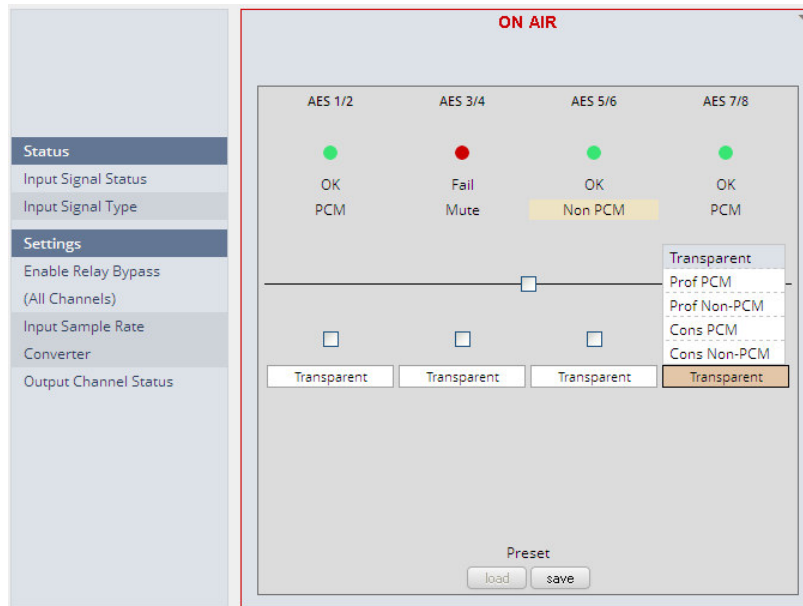 ON AIR
AES 1/2 AES 3/4 AES 5/6 AES 7/8
Status
Input Signal Status OK Fail OK OK
Input Signal Type PCM Mute Non PCM PCM
Settings
Enable Relay Bypass
(All Channels)
Input Sample Rate
Converter
Output Channel Status
Transparent
Prof PCM
Prof Non-PCM
Cons PCM
Cons Non-PCM
Transparent Transparent Transparent Transparent
Preset
load save